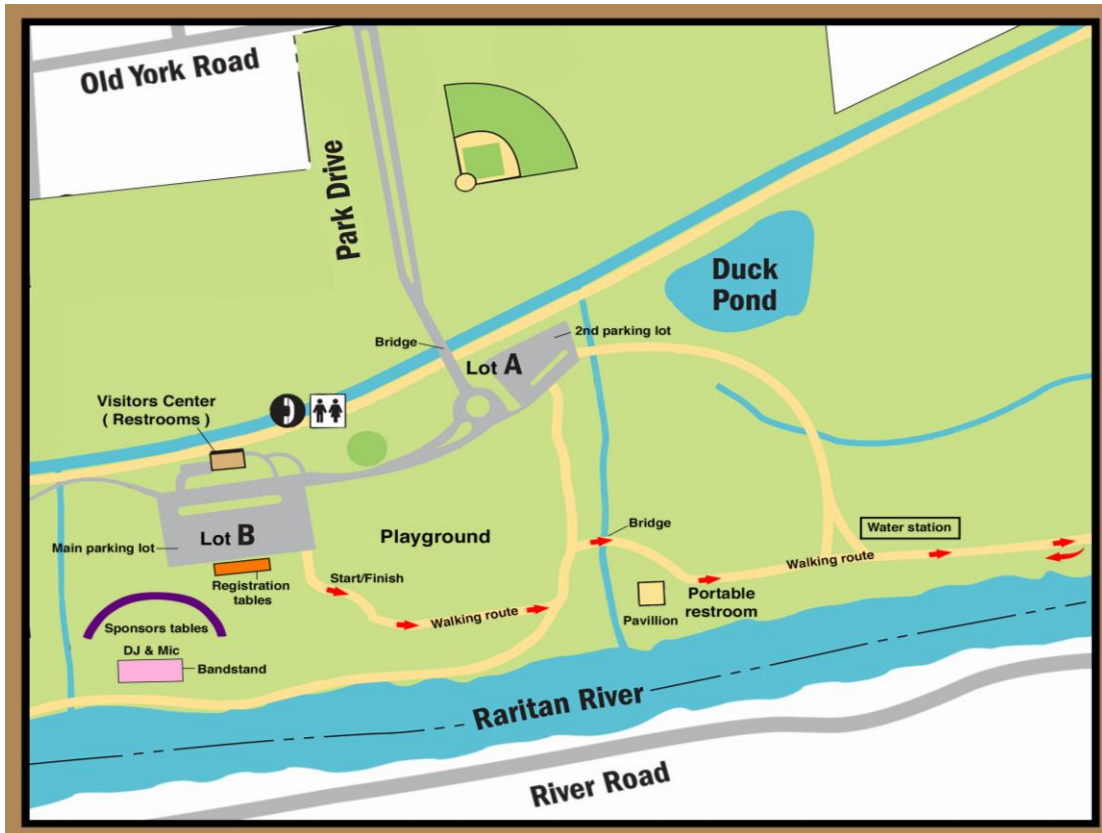 Old York Road
Park Drive
Duck
Pond
2nd parking lot
Bridge
Lot A
Visitors Center
( Restrooms )
Lot B
Main parking lot
Playground
Bridge
Water station
Registration
tables
Start/Finish
Walking route
Walking route
Portable
restroom
Pavillion
Sponsors tables
DJ & Mic
Bandstand
Raritan River
River Road